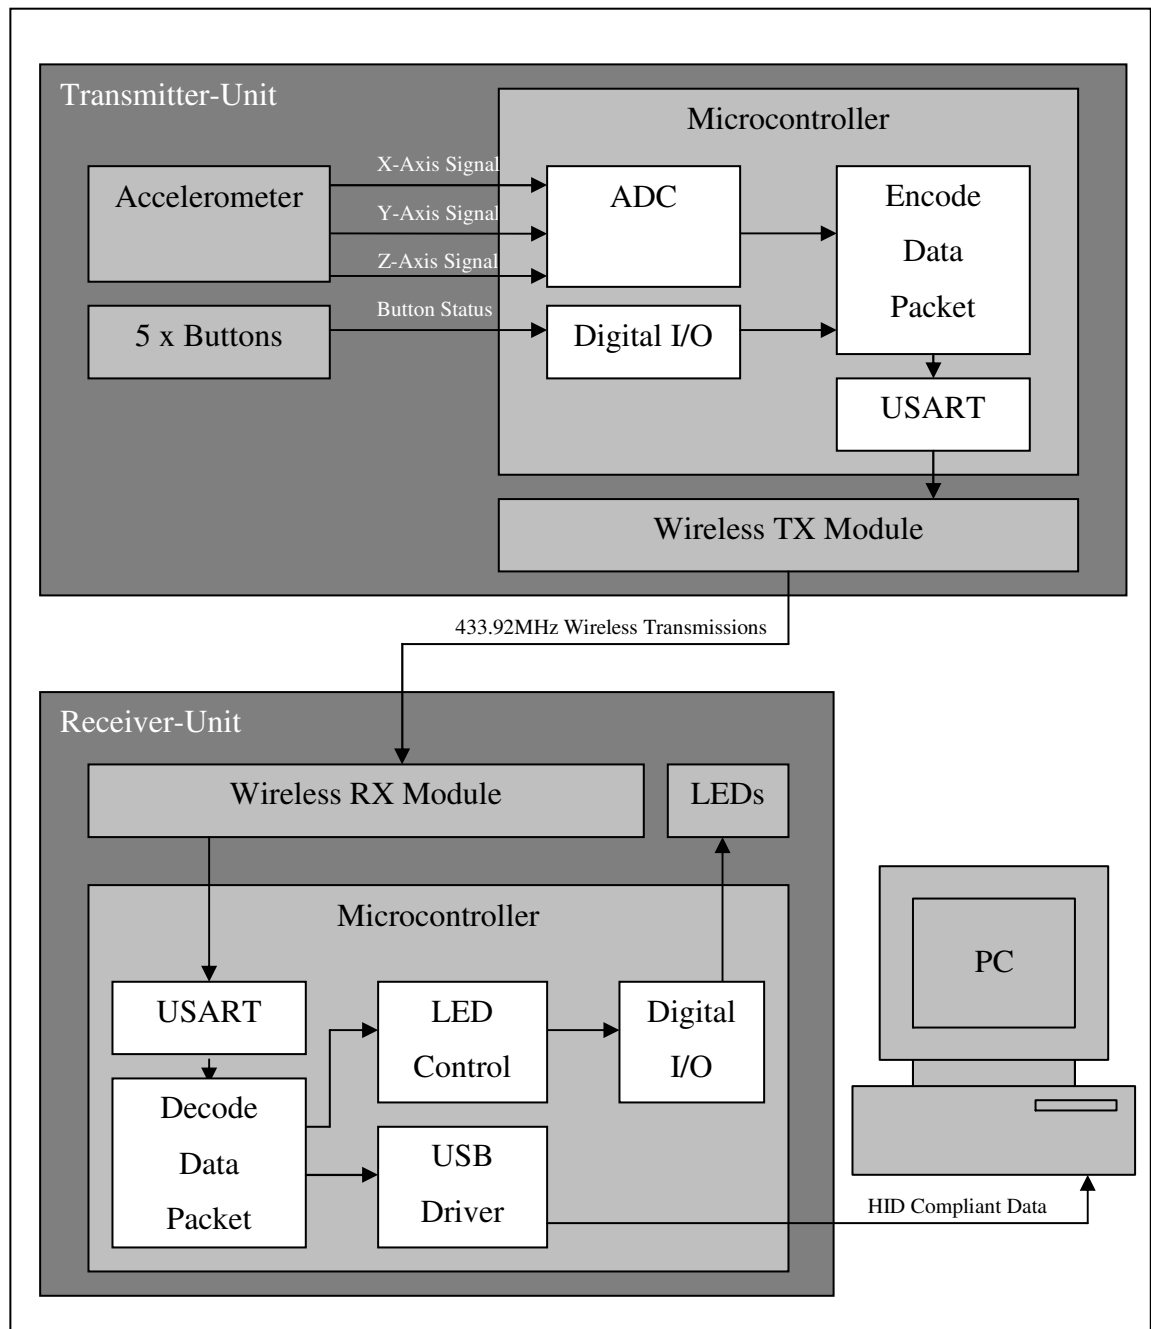 Transmitter-Unit
Microcontroller
Accelerometer
X-Axis Signal
Y-Axis Signal
Z-Axis Signal
ADC
Encode
Data
Packet
5 x Buttons
Button Status
Digital I/O
USART
Wireless TX Module
433.92MHz Wireless Transmissions
Receiver-Unit
Wireless RX Module
LEDs
Microcontroller
USART
LED
Control
Digital
I/O
Decode
Data
Packet
USB
Driver
HID Compliant Data
PC